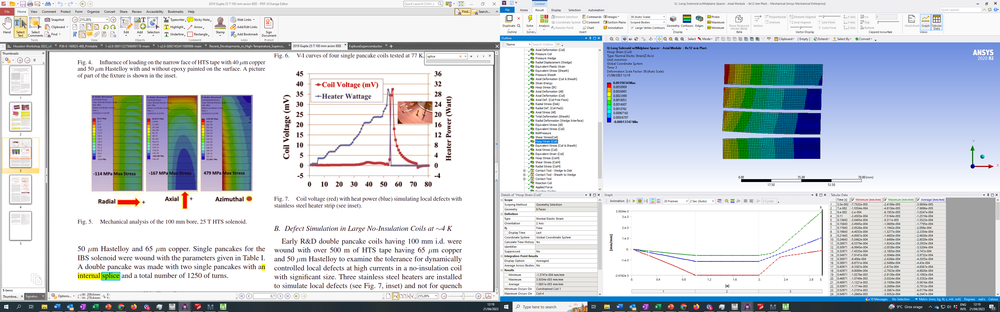 2019 Gupta 25 T 100 mm axion IEEE - PDF-XChange Editor
Quick Launch (Ctrl+.)
File Home View Comment Protect Form Organize Convert Share Review Accessibility Bookmarks Help
Find... Search...
Hand
Select Text
Select Comments
Snapshot
Clipboard
Find
Tools
215.28%
View
Edit
Add
Selection
Objects
Typewriter
Highlight
Underline
Sticky Note
Arrow
Rectangle
Stamp
Comment
Web Links
Add/Edit Links
Add Bookmark
Links
Sign Document
Protect
Houston Workshop 2023_v3
P36-E-160825-488_Printable
1-s2.0-S0011227506000178-main
1-s2.0-S0921453411000906-main
Recent_Developments_in_High-Temperature_Superco...
2019 Gupta 25 T 100 mm axion IEEE
FujikuraSuperconductor
Thumbnails
1
2
3
4
5
5 items
Thumbna...
Signatur...
Fig. 4. Influence of loading on the narrow face of HTS tape with 40 μm copper
and 50 μm Hastelloy with and without epoxy painted on the surface. A picture
of part of the fixture is shown in the inset.
-114 MPa Max Stress
-167 MPa Max Stress
479 MPa Max Stress
Radial +
Axial +
Azimuthal
Fig. 5. Mechanical analysis of the 100 mm bore, 25 T HTS solenoid.
50 μm Hastelloy and 65 μm copper. Single pancakes for the
IBS solenoid were wound with the parameters given in Table I.
A double pancake was made with two single pancakes with an
internal splice and a total number of 1250 of turns.
Fig. 6. V-I curves of four single pancake coils tested at 77 K.
splice
Coil Voltage (mV)
Heater Wattage
Coil Voltage (mV)
45 40 35 30 25 20 15 10 5 0 -5
Heater Power (Watt)
36 32 28 24 20 16 12 8 4 0 -4
0 10 20 30 40 50 60 70 80
Fig. 7. Coil voltage (red) with heat power (blue) simulating local defects with
stainless steel heater strip (see inset).
B. Defect Simulation in Large No-Insulation Coils at ~4 K
Early R&D double pancake coils having 100 mm i.d. were
wound with over 500 m of HTS tape having 65 μm copper
and 50 μm Hastelloy to examine the tolerance for dynamically
controlled local defects at high currents in a no-insulation coil
with significant size. Three stainless steel heaters are installed
to simulate local defects (see Fig. 7, inset) and not for quench
Options...
W: 209.6mm
H: 279.4mm
X:
Y:
3/5
215.28%
12:19
21/04/2023
Q : Long Solenoid w/Midplane Spacer - Axial Module - 8x12 mm Plast. - Mechanical [Ansys Mechanical Enterprise]
Context
File Home Result Display Selection Automation
Quick Launch
Duplicate
Outline
Solve
Solver
Analysis
Named Selection
Coordinate System
Remote Point
Commands
Comment
Chart
Images
Section Plane
Annotation
Insert
38 (Auto Scale)
Scoped Bodies
Large Vertex Contours
Geometry
Contours
Edges
Probe
Maximum
Minimum
Display
Show Reduced Model (Beta)
Beta
Vectors
Proportional
Uniform
Element Aligned
Grid Aligned
Line Form
Solid Form
X Axis
Y Axis
Z Axis
Vector Display
Iso
Top
Bottom
0
Isosurface
Capped Isosurface
Worksheet
Graph
Tabular Data
Views
Outline
Name
Search Outline
Select Mode Clipboard [ Empty ] Extend Select By Convert
Axial Deformation (Coil)
Pressure Coil
Pressure Wedge
Radial Displacement (Wedge)
Equivalent Plastic Strain
Equivalent Stress (Sheath)
Pressure Sheath
Axial Deformation (Coil & Sheath)
Strain Energy
Hoop Stress (IR)
Axial Deformation (All)
Axial Deformation (Coil)
Axial Def. (Coil Free Face)
Radial Stress (Disk)
Radial Def. (Coil Pack)
Axial Stress (All)
Total Deformation (Sheath)
Radial Deformation (Wedge Interface)
Equivalent Stress (All)
Equivalent Stress (Coil)
BoltPressure
Shear Stress(Coil)
Hoop Strain (Coil)
Equivalent Stress (Coil & Sheath)
Axial Stress (Coil)
Equivalent Strain (Coil)
Hoop Stress (Coil4)
Shear Stress (Coil4)
Radial Stress (Coil4)
Contact Tool - Wedge to Disk
Contact Tool - Sheath to Wedge
Contact Tool
Reaction Coil
Applied Force
Q: Long Solenoid w/Midplane Spacer - Axial Module - 8x12 mm Plast.
Hoop Strain (Coil)
Type: Normal Elastic Strain(Z Axis)
Unit: mm/mm
Global Coordinate System
Time: 3
Deformation Scale Factor: 38 (Auto Scale)
21/04/2023 12:19
0.0035034 Max
0.0030989
0.0026943
0.0022898
0.0018852
0.0014807
0.0010762
0.00067162
0.00026707
-0.00013747 Min
ANSYS
2020 R2
0.00 35.00 70.00 (mm)
17.50 52.50
Y
X
Details of "Hoop Strain (Coil)"
Scope
Scoping Method Geometry Selection
Geometry 8 Faces
Definition
Type Normal Elastic Strain
Orientation Z Axis
By Time
Display Time Last
Coordinate System Global Coordinate System
Calculate Time History Yes
Identifier
Suppressed No
Integration Point Results
Display Option Averaged
Average Across Bodies No
Results
Minimum -1.3747e-004 mm/mm
Maximum 3.5034e-003 mm/mm
Average 1.0651e-003 mm/mm
Minimum Occurs On Constrained Coil 1
Maximum Occurs On Coil 4
Graph
Animation
20 Frames
2 Sec (Auto)
3 Cycles
3.
3.5034e-3
3.e-3
2.e-3
1.e-3
0.
-1.e-3
-2.4162e-3
[mm/mm]
0. 0.4 0.8 1.2 1.6 2. 2.4 2.8 3.
[s]
1 2 3
Tabular Data
Time [s] Minimum [mm/mm] Maximum [mm/mm] Average [mm/mm]
1 3.5e-002 -7.7532e-005 -2.4198e-005 -3.9856e-005
2 7.e-002 -1.5554e-004 -4.8136e-005 -7.9696e-005
3 9.e-002 -2.e-004 -6.1953e-005 -1.0247e-004
4 0.11 -2.4503e-004 -7.5164e-005 -1.2519e-004
5 0.13643 -3.0405e-004 -9.311e-005 -1.5523e-004
6 0.15643 -3.4945e-004 -1.0609e-004 -1.7795e-004
7 0.17643 -3.9526e-004 -1.1942e-004 -2.008e-004
8 0.19643 -4.4033e-004 -1.3277e-004 -2.2354e-004
9 0.21643 -4.8567e-004 -1.4605e-004 -2.4628e-004
10 0.24643 -5.5462e-004 -1.6489e-004 -2.8029e-004
11 0.28971 -6.5379e-004 -1.9242e-004 -3.2935e-004
12 0.30971 -6.9945e-004 -2.0538e-004 -3.5204e-004
13 0.32971 -7.4535e-004 -2.1805e-004 -3.747e-004
14 0.34971 -7.9147e-004 -2.3046e-004 -3.9732e-004
15 0.36971 -8.406e-004 -2.4266e-004 -4.2035e-004
16 0.38971 -8.8751e-004 -2.5488e-004 -4.43e-004
17 0.40971 -9.3387e-004 -2.673e-004 -4.6567e-004
18 0.42971 -9.8089e-004 -2.7923e-004 -4.8828e-004
19 0.44971 -1.0278e-003 -2.9138e-004 -5.1092e-004
20 0.46971 -1.0749e-003 -3.0324e-004 -5.3352e-004
21 0.48971 -1.1221e-003 -3.1509e-004 -5.5616e-004
22 0.50971 -1.1714e-003 -3.2699e-004 -5.7912e-004
23 0.52971 -1.2191e-003 -3.3867e-004 -6.0179e-004
24 0.54971 -1.2665e-003 -3.5052e-004 -6.2447e-004
10 Messages No Selection Metric (mm, kg, N, s, mV, mA) Degrees rad/s Celsius
Type here to search
9°C Gros orage
ENG
INTL
12:19
21/04/2023